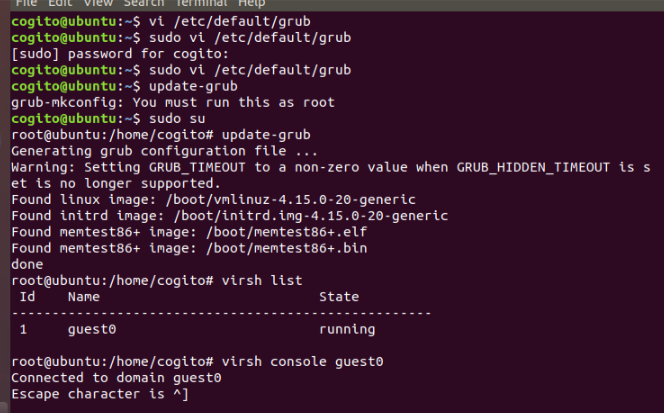 File Edit View Search Terminal Help
cogito@ubuntu:~$ vi /etc/default/grub
cogito@ubuntu:~$ sudo vi /etc/default/grub
[sudo] password for cogito:
cogito@ubuntu:~$ sudo vi /etc/default/grub
cogito@ubuntu:~$ update-grub
grub-mkconfig: You must run this as root
cogito@ubuntu:~$ sudo su
root@ubuntu:/home/cogito# update-grub
Generating grub configuration file ...
Warning: Setting GRUB_TIMEOUT to a non-zero value when GRUB_HIDDEN_TIMEOUT is s
et is no longer supported.
Found linux image: /boot/vmlinuz-4.15.0-20-generic
Found initrd image: /boot/initrd.img-4.15.0-20-generic
Found memtest86+ image: /boot/memtest86+.elf
Found memtest86+ image: /boot/memtest86+.bin
done
root@ubuntu:/home/cogito# virsh list
 Id    Name                           State
----------------------------------------------------
 1     guest0                         running

root@ubuntu:/home/cogito# virsh console guest0
Connected to domain guest0
Escape character is ^]